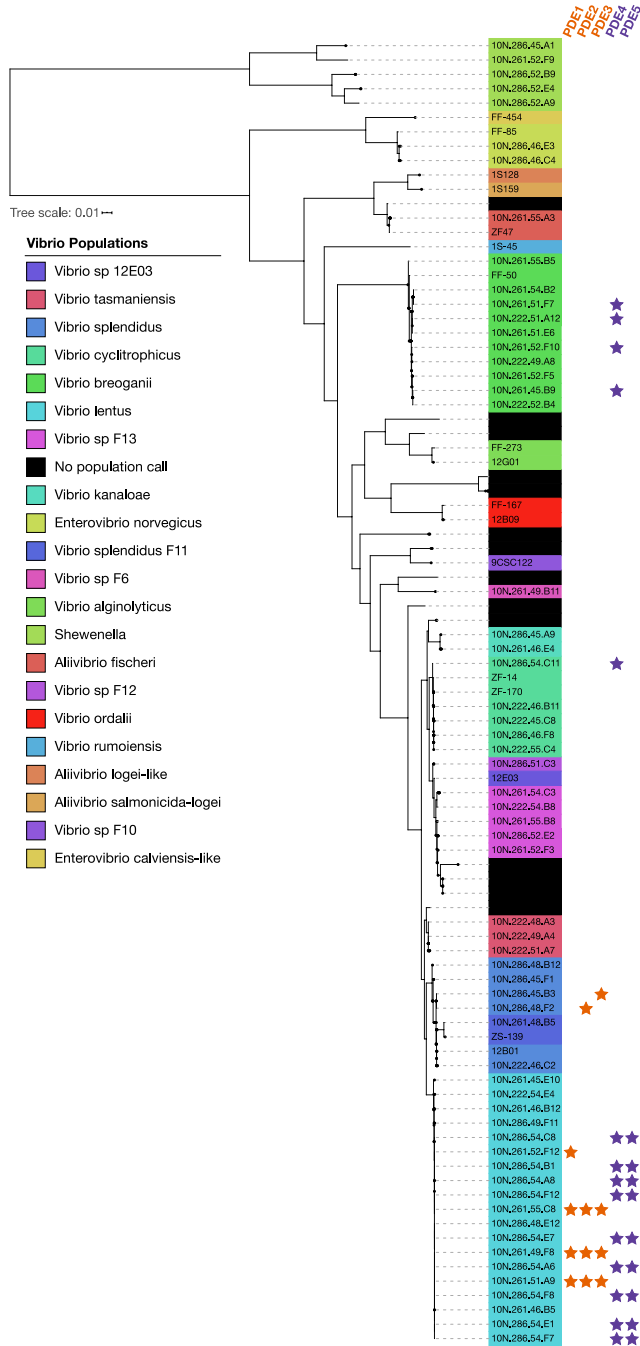 PDE1
PDE2
PDE3
PDE4
PDE5
10N.286.45.A1
10N.261.52.F9
10N.286.52.B9
10N.286.52.E4
10N.286.52.A9
FF-454
FF-85
10N.286.46.E3
10N.286.46.C4
1S128
1S159
10N.261.55.A3
ZF47
1S-45
10N.261.55.B5
FF-50
10N.261.54.B2
10N.261.51.F7
10N.222.51.A12
10N.261.51.E6
10N.261.52.F10
10N.222.49.A8
10N.261.52.F5
10N.261.45.B9
10N.222.52.B4
FF-273
12G01
FF-167
12B09
9CSC122
10N.261.49.B11
10N.286.45.A9
10N.261.46.E4
10N.286.54.C11
ZF-14
ZF-170
10N.222.46.B11
10N.222.45.C8
10N.286.46.F8
10N.222.55.C4
10N.286.51.C3
12E03
10N.261.54.C3
10N.222.54.B8
10N.261.55.B8
10N.286.52.E2
10N.261.52.F3
10N.222.48.A3
10N.222.49.A4
10N.222.51.A7
10N.286.48.B12
10N.286.45.F1
10N.286.45.B3
10N.286.48.F2
10N.261.48.B5
ZS-139
12B01
10N.222.46.C2
10N.261.45.E10
10N.222.54.E4
10N.261.46.B12
10N.286.49.F11
10N.286.54.C8
10N.261.52.F12
10N.286.54.B1
10N.286.54.A8
10N.286.54.F12
10N.261.55.C8
10N.286.48.E12
10N.286.54.E7
10N.261.49.F8
10N.286.54.A6
10N.261.51.A9
10N.286.54.F8
10N.261.46.B5
10N.286.54.E1
10N.286.54.F7
Tree scale: 0.01
Vibrio Populations
Vibrio sp 12E03
Vibrio tasmaniensis
Vibrio splendidus
Vibrio cyclitrophicus
Vibrio breoganii
Vibrio lentus
Vibrio sp F13
No population call
Vibrio kanaloae
Enterovibrio norvegicus
Vibrio splendidus F11
Vibrio sp F6
Vibrio alginolyticus
Shewenella
Aliivibrio fischeri
Vibrio sp F12
Vibrio ordalii
Vibrio rumoiensis
Aliivibrio logei-like
Aliivibrio salmonicida-logei
Vibrio sp F10
Enterovibrio calviensis-like